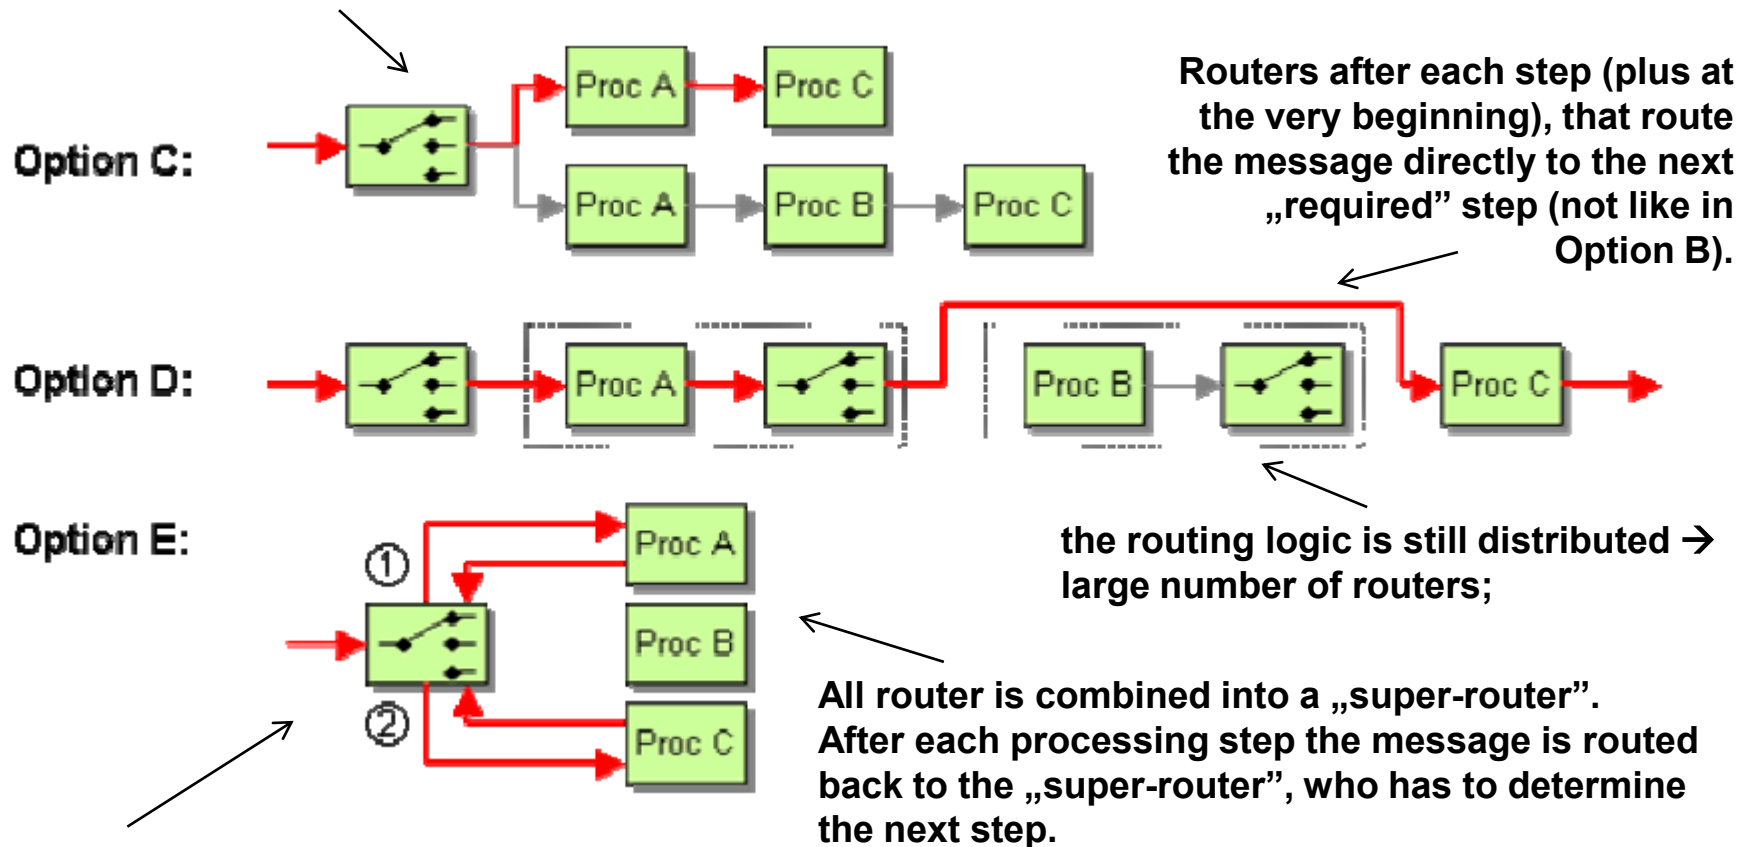 Option C:
Proc A
Proc C
Proc A
Proc B
Proc C
Routers after each step (plus at
the very beginning), that route
the message directly to the next
„required” step (not like in
Option B).
Option D:
Proc A
Proc B
Proc C
the routing logic is still distributed →
large number of routers;
Option E:
①
Proc A
Proc B
②
Proc C
All router is combined into a „super-router”.
After each processing step the message is routed
back to the „super-router”, who has to determine
the next step.